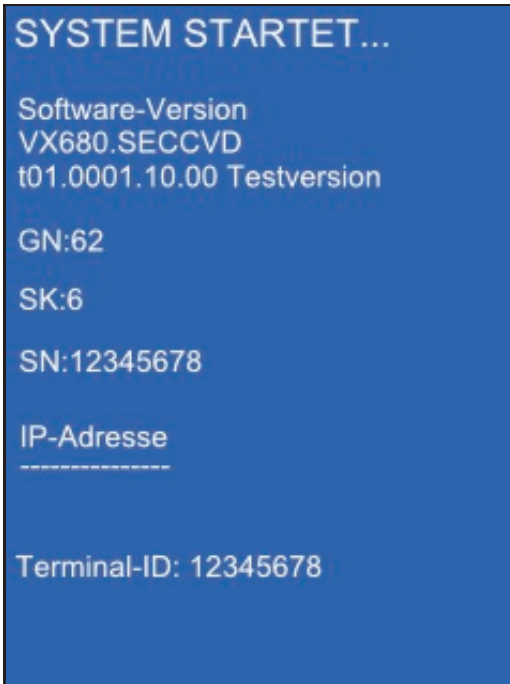 SYSTEM STARTET...
Software-Version
VX680.SECCVD
t01.0001.10.00 Testversion
GN:62
SK:6
SN:12345678
IP-Adresse
---------------
Terminal-ID: 12345678